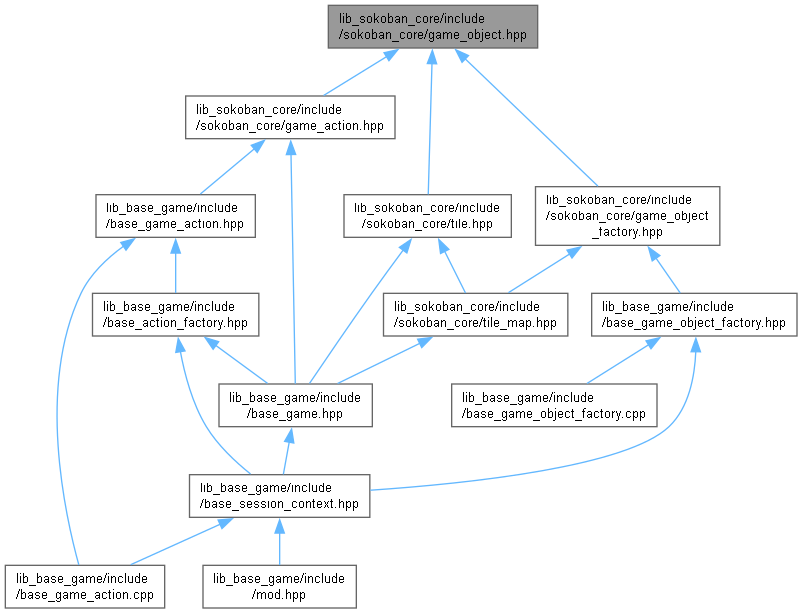 lib_sokoban_core/include
/sokoban_core/game_object.hpp
lib_sokoban_core/include
/sokoban_core/game_action.hpp
lib_base_game/include
/base_game_action.hpp
lib_sokoban_core/include
/sokoban_core/tile.hpp
lib_sokoban_core/include
/sokoban_core/game_object
_factory.hpp
lib_base_game/include
/base_action_factory.hpp
lib_sokoban_core/include
/sokoban_core/tile_map.hpp
lib_base_game/include
/base_game_object_factory.hpp
lib_base_game/include
/base_game.hpp
lib_base_game/include
/base_game_object_factory.cpp
lib_base_game/include
/base_session_context.hpp
lib_base_game/include
/base_game_action.cpp
lib_base_game/include
/mod.hpp